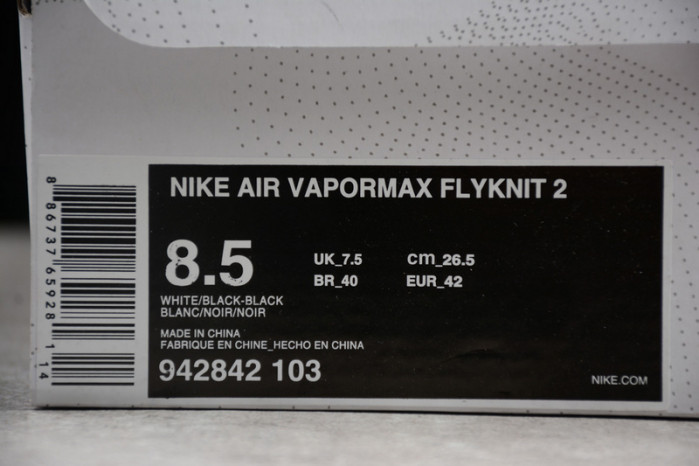 NIKE AIR VAPORMAX FLYKNIT 2
8.5
UK_7.5 cm_26.5
BR_40 EUR_42
WHITE/BLACK-BLACK
BLANC/NOIR/NOIR
MADE IN CHINA
FABRIQUE EN CHINE_HECHO EN CHINA
942842 103
NIKE.COM
8 86737 65928 1 14